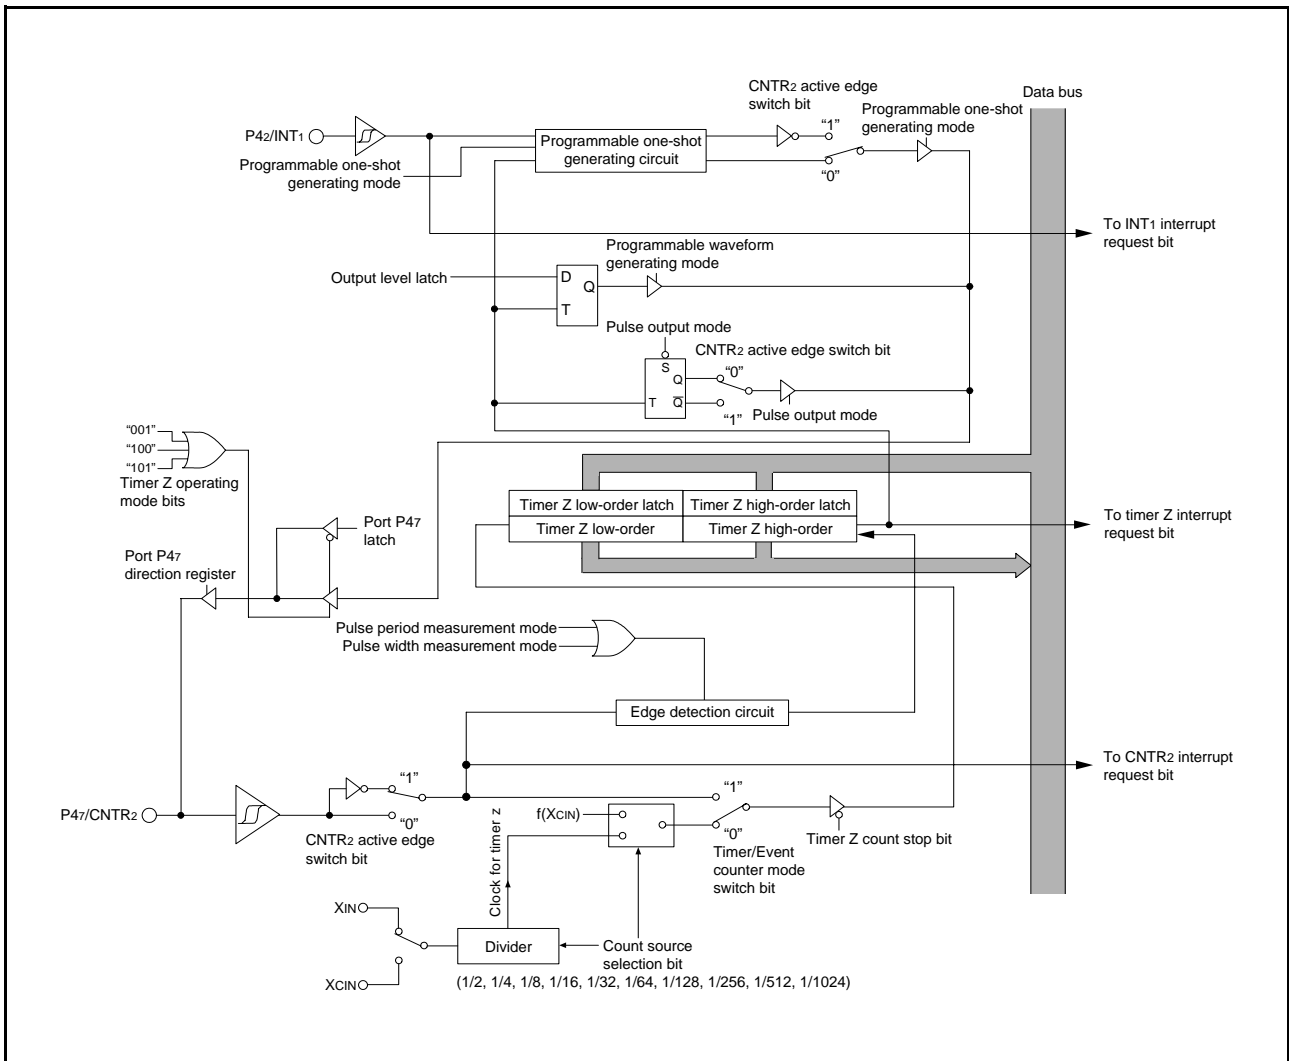 CNTR2 active edge
switch bit
Data bus
Programmable one-shot
generating mode
"1"
P42/INT1
Programmable one-shot
generating circuit
Programmable one-shot
generating mode
"0"
To INT1 interrupt
request bit
Programmable waveform
generating mode
Output level latch
D
Q
T
Pulse output mode
CNTR2 active edge switch bit
S
"0"
Q
T
Q
"1"
Pulse output mode
"001"
"100"
"101"
Timer Z operating
mode bits
Timer Z low-order latch
Timer Z high-order latch
Timer Z low-order
Timer Z high-order
To timer Z interrupt
request bit
Port P47
latch
Port P47
direction register
Pulse period measurement mode
Pulse width measurement mode
Edge detection circuit
To CNTR2 interrupt
request bit
"1"
"1"
P47/CNTR2
"0"
CNTR2 active edge
switch bit
Clock for timer z
f(XCIN)
"0"
Timer/Event
counter mode
switch bit
Timer Z count stop bit
XIN
Divider
Count source
selection bit
XCIN
(1/2, 1/4, 1/8, 1/16, 1/32, 1/64, 1/128, 1/256, 1/512, 1/1024)